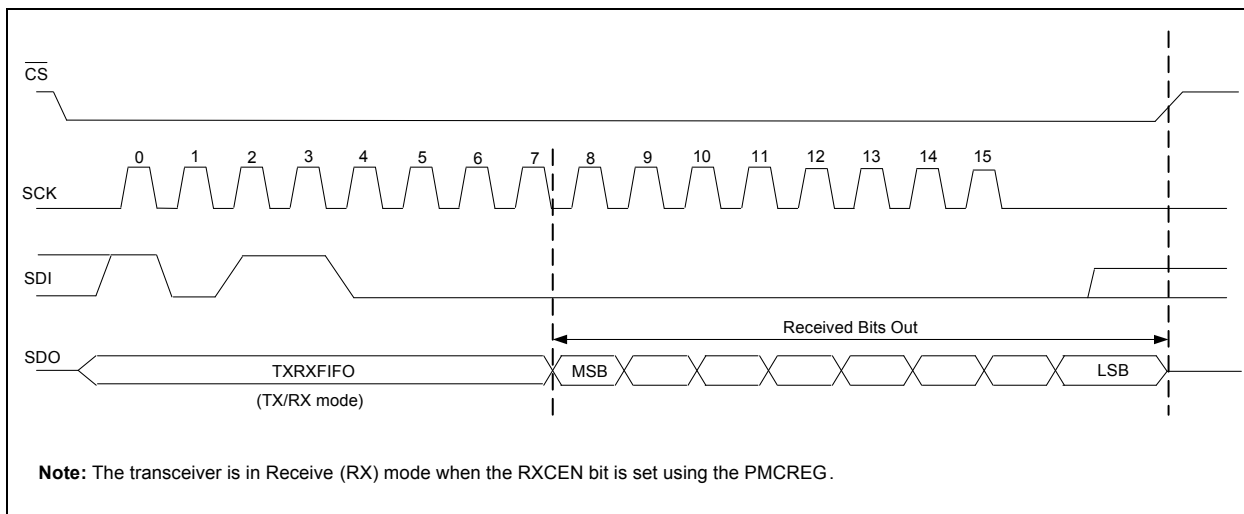 CS
0 1 2 3 4 5 6 7 8 9 10 11 12 13 14 15
SCK
SDI
Received Bits Out
SDO
TXRXFIFO MSB LSB
(TX/RX mode)
Note: The transceiver is in Receive (RX) mode when the RXCEN bit is set using the PMCREG.